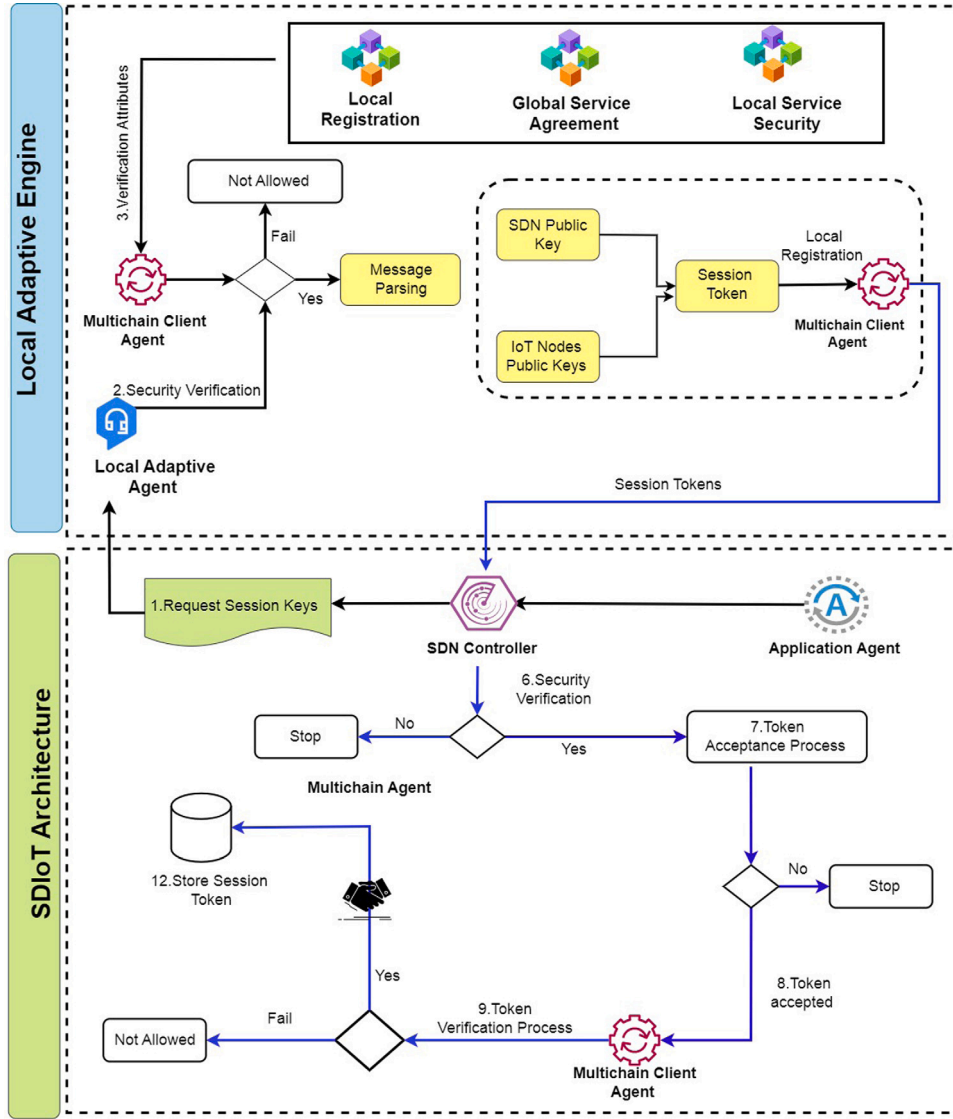 Local Adaptive Engine
Local
Registration
Global Service
Agreement
Local Service
Security
3.Verification Attributes
Not Allowed
Fail
Yes
Message
Parsing
Multichain Client
Agent
2.Security Verification
Local Adaptive
Agent
SDN Public
Key
IoT Nodes
Public Keys
Session
Token
Local
Registration
Multichain Client
Agent
Session Tokens
SDIoT Architecture
1.Request Session Keys
SDN Controller
A
Application Agent
6.Security
Verification
No
Stop
Yes
7.Token
Acceptance Process
Multichain Agent
12.Store Session
Token
No
Stop
Yes
8.Token
accepted
9.Token
Verification Process
Fail
Not Allowed
Multichain Client
Agent